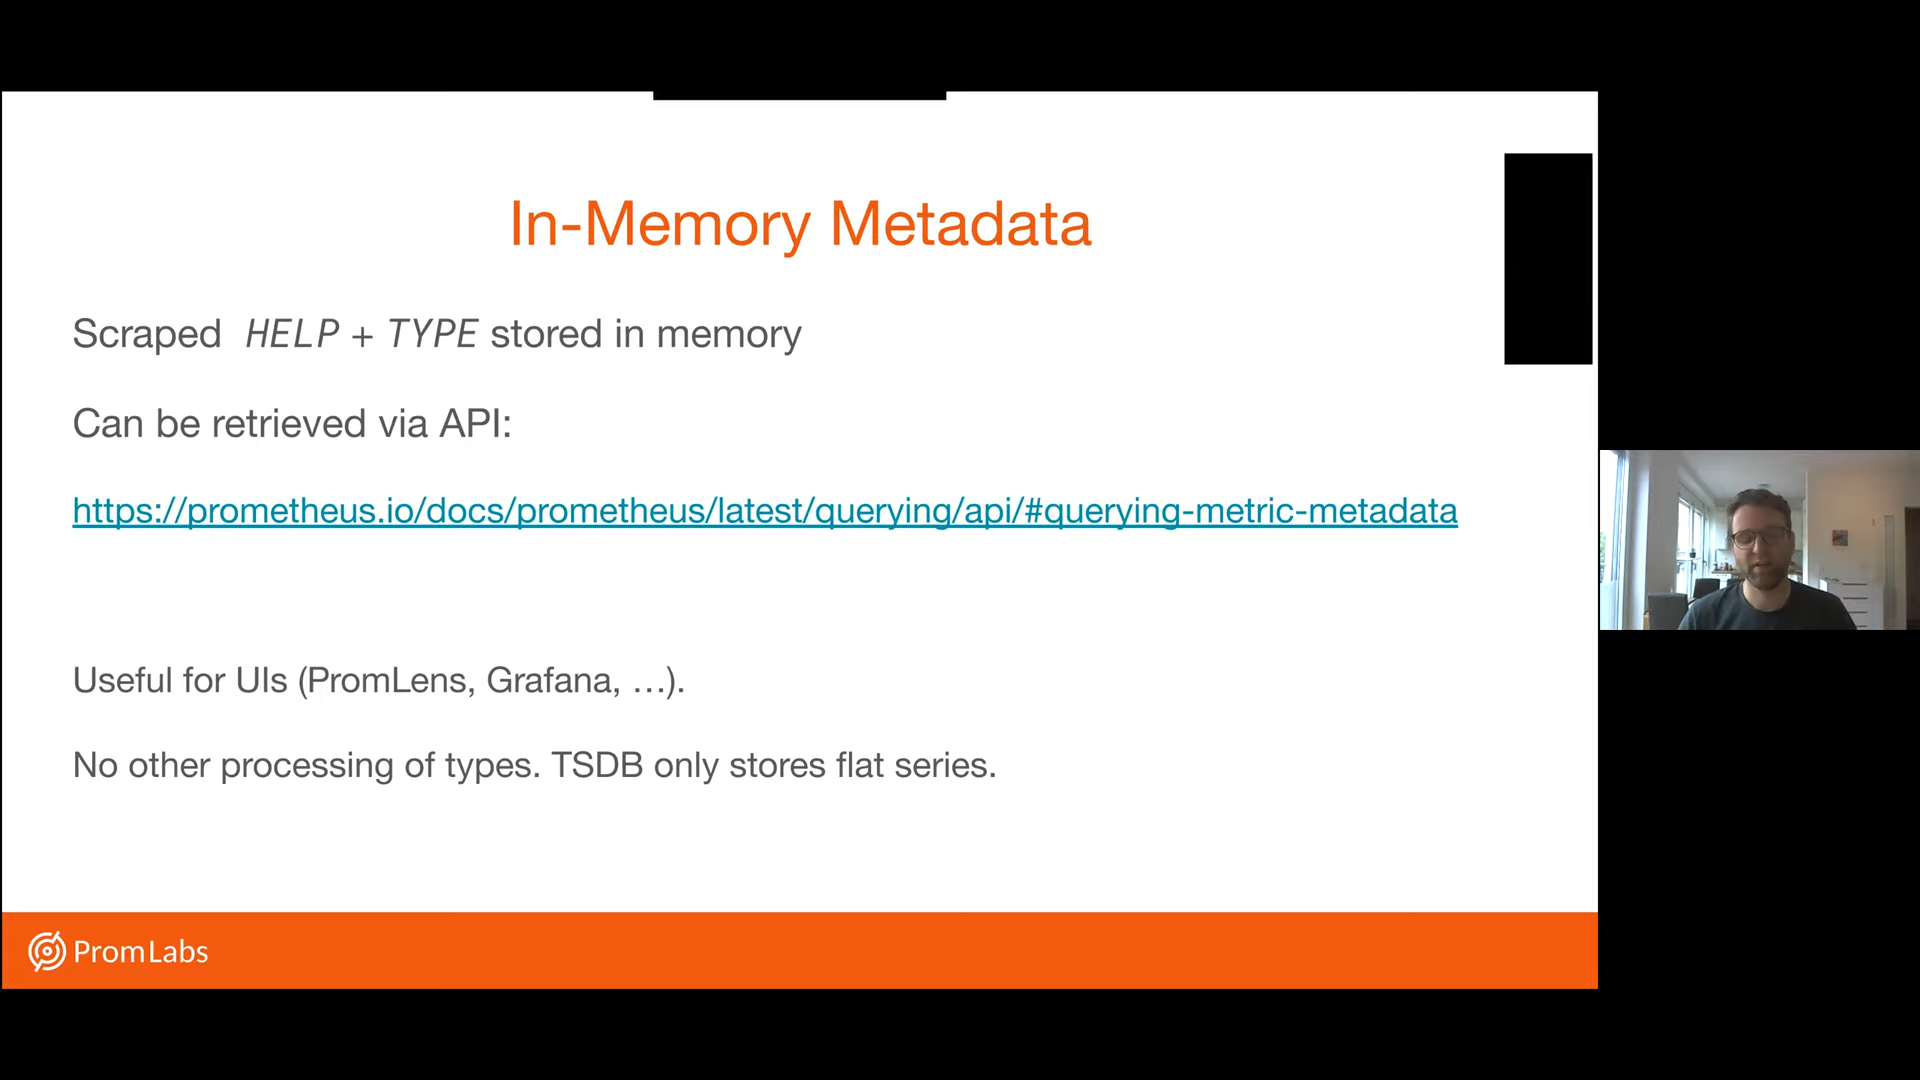 In-Memory Metadata
Scraped HELP + TYPE stored in memory
Can be retrieved via API:
https://prometheus.io/docs/prometheus/latest/querying/api/#querying-metric-metadata
Useful for UIs (PromLens, Grafana, …).
No other processing of types. TSDB only stores flat series.
PromLabs